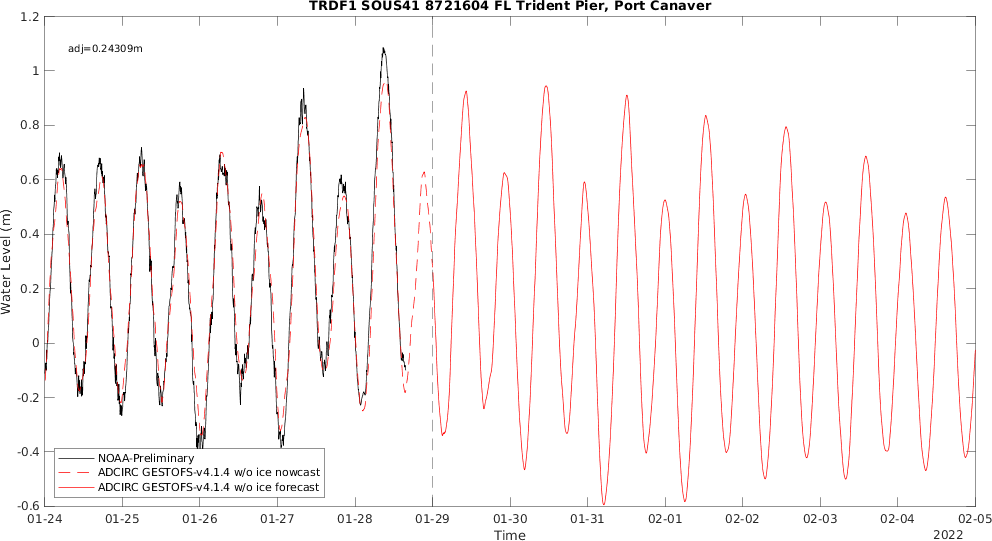 TRDF1 SOUS41 8721604 FL Trident Pier, Port Canaver
1.2
1
0.8
0.6
0.4
0.2
0
-0.2
-0.4
-0.6
Water Level (m)
adj=0.24309m
NOAA-Preliminary
ADCIRC GESTOFS-v4.1.4 w/o ice nowcast
ADCIRC GESTOFS-v4.1.4 w/o ice forecast
01-24 01-25 01-26 01-27 01-28 01-29 01-30 01-31 02-01 02-02 02-03 02-04 02-05
Time
2022